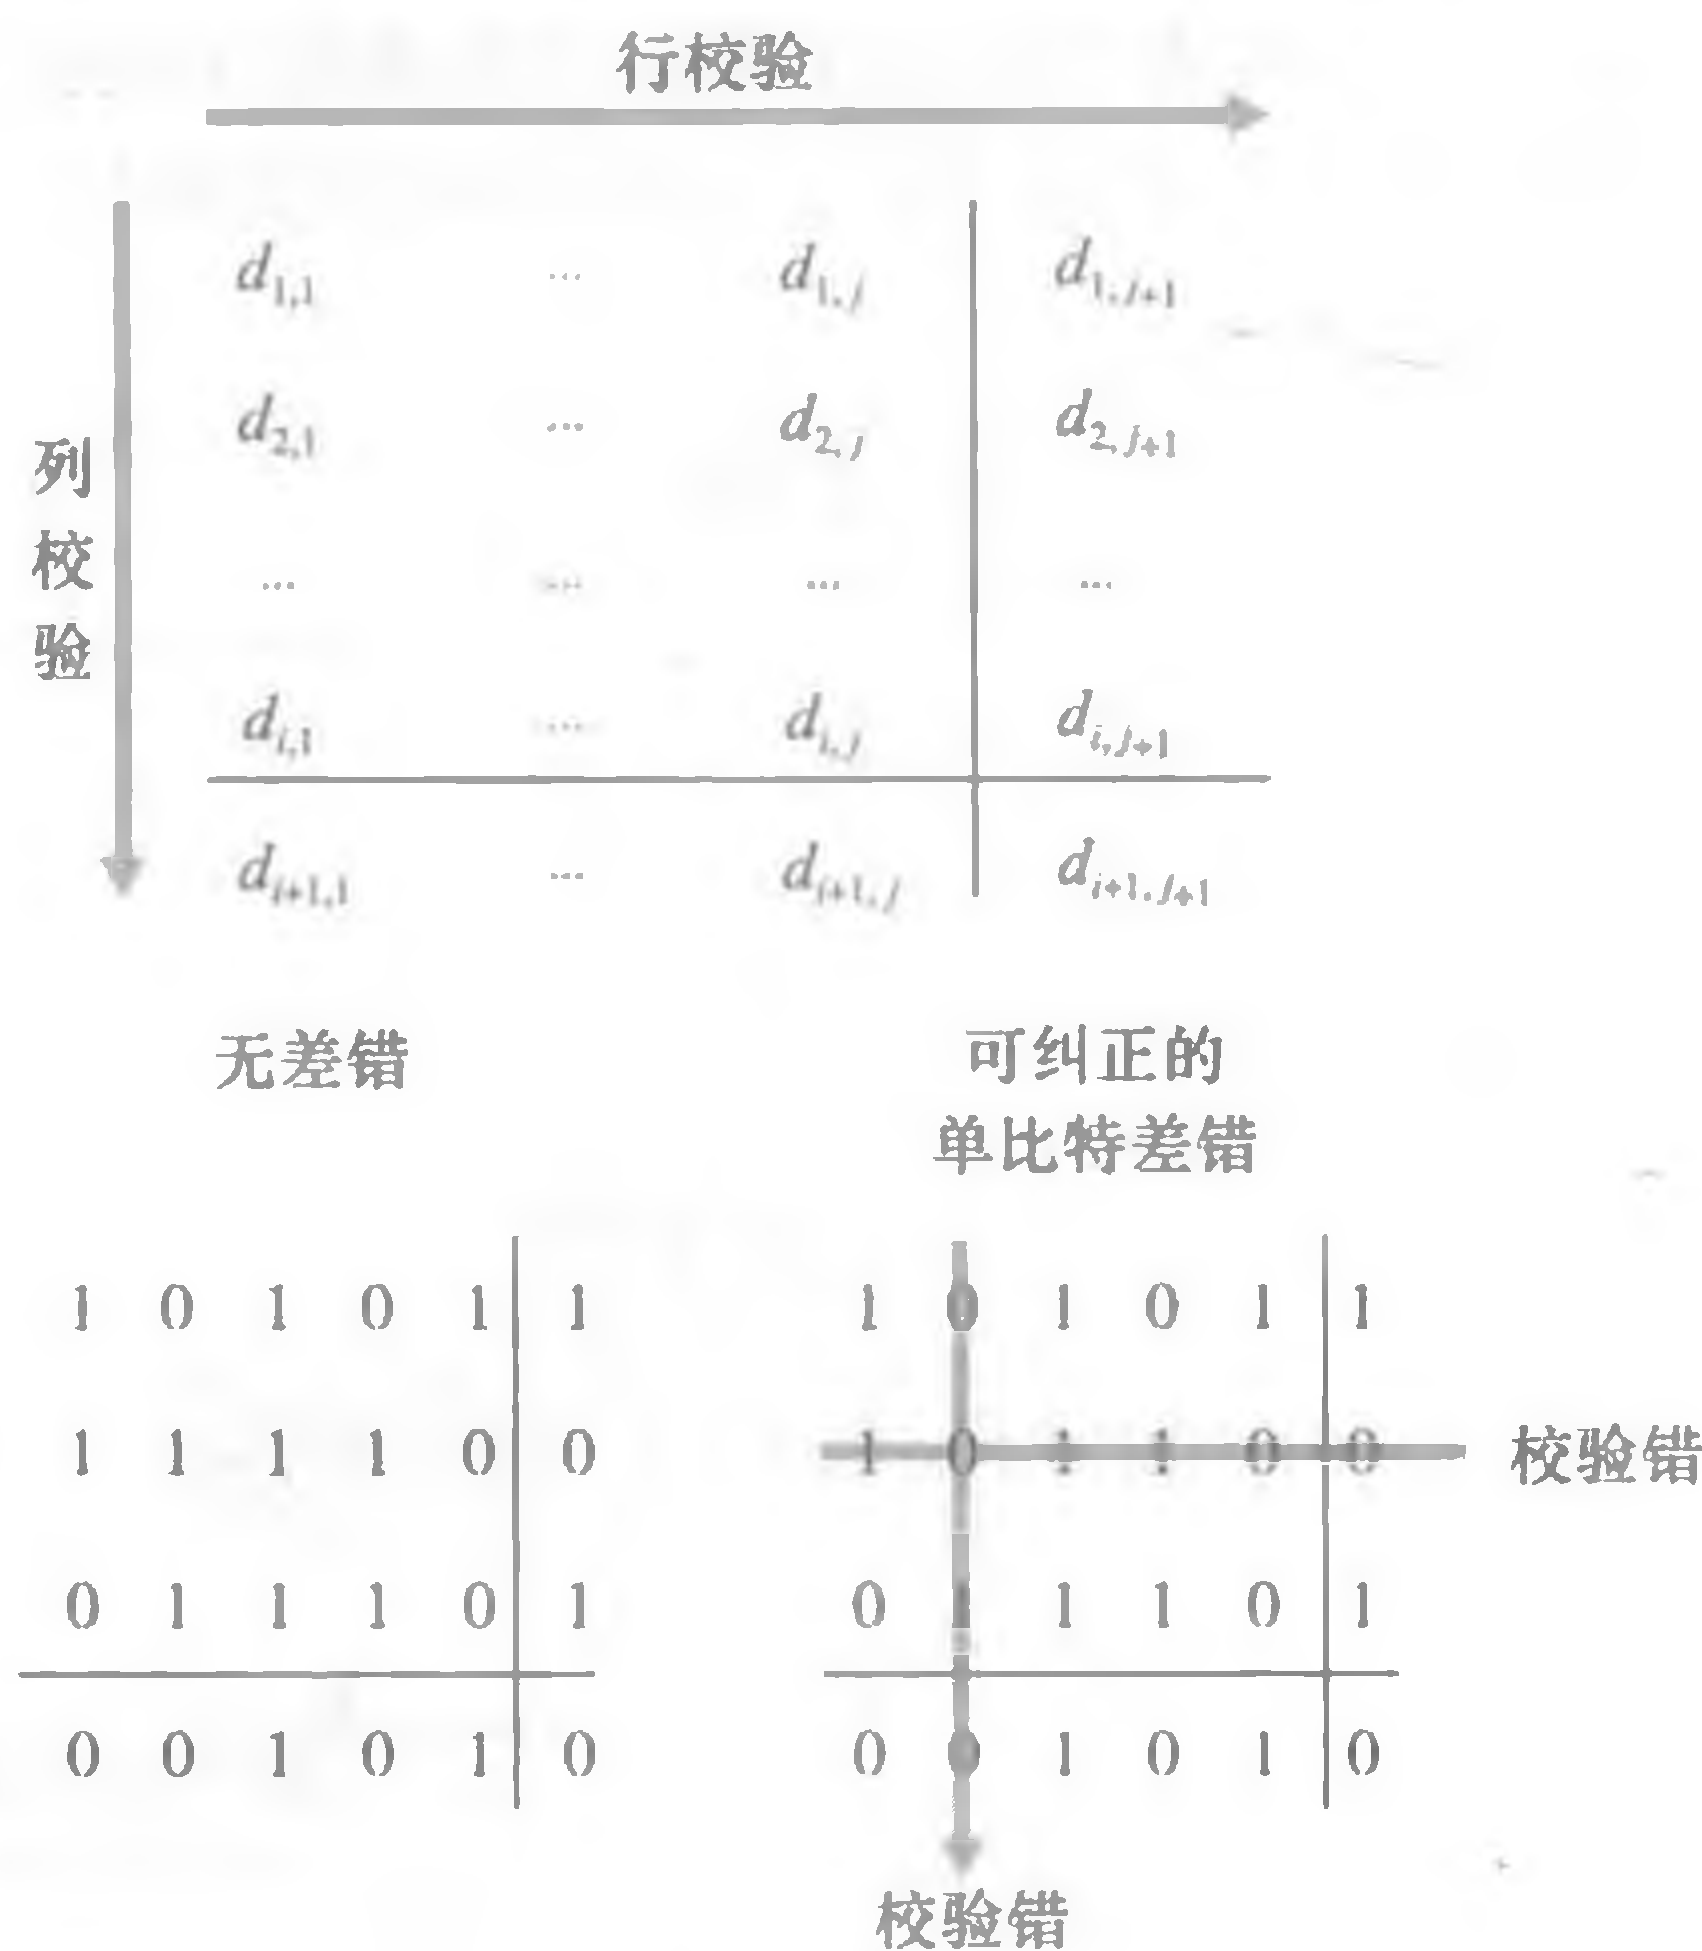 行校验
列校验
d1,1 ... d1,j d1,j+1
d2,1 ... d2,j d2,j+1
... ... ... ...
di,1 ... di,j di,j+1
di+1,1 ... di+1,j di+1,j+1
无差错
1 0 1 0 1 1
1 1 1 1 0 0
0 1 1 1 0 1
0 0 1 0 1 0
可纠正的
单比特差错
1 0 1 0 1 1
1 0 1 1 0 0 校验错
0 1 1 1 0 1
0 0 1 0 1 0
校验错